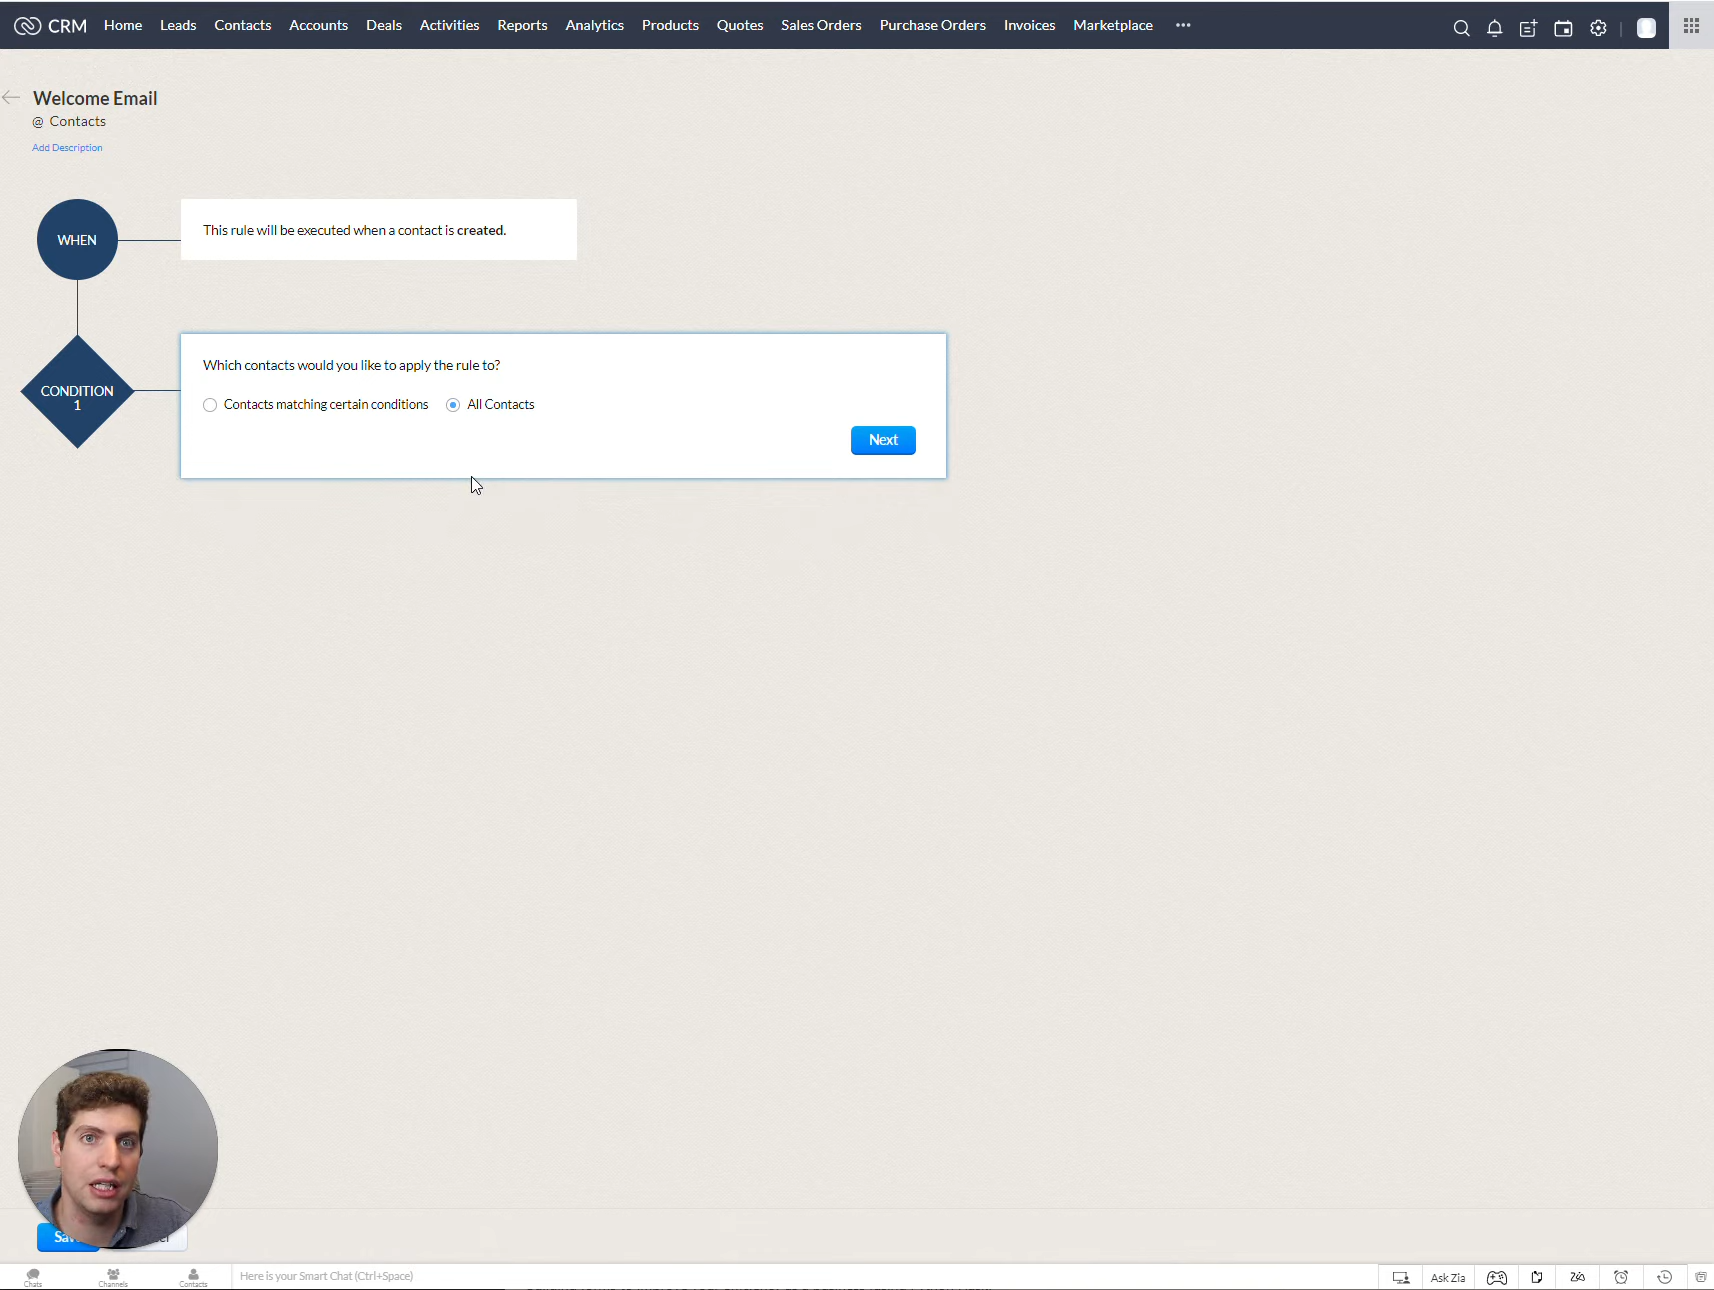 CRM Home Leads Contacts Accounts Deals Activities Reports Analytics Products Quotes Sales Orders Purchase Orders Invoices Marketplace •••
Welcome Email
@ Contacts
Add Description
WHEN
This rule will be executed when a contact is created.
CONDITION
1
Which contacts would you like to apply the rule to?
Contacts matching certain conditions All Contacts
Next
Chats Channels Contacts Here is your Smart Chat (Ctrl+Space) Ask Zia